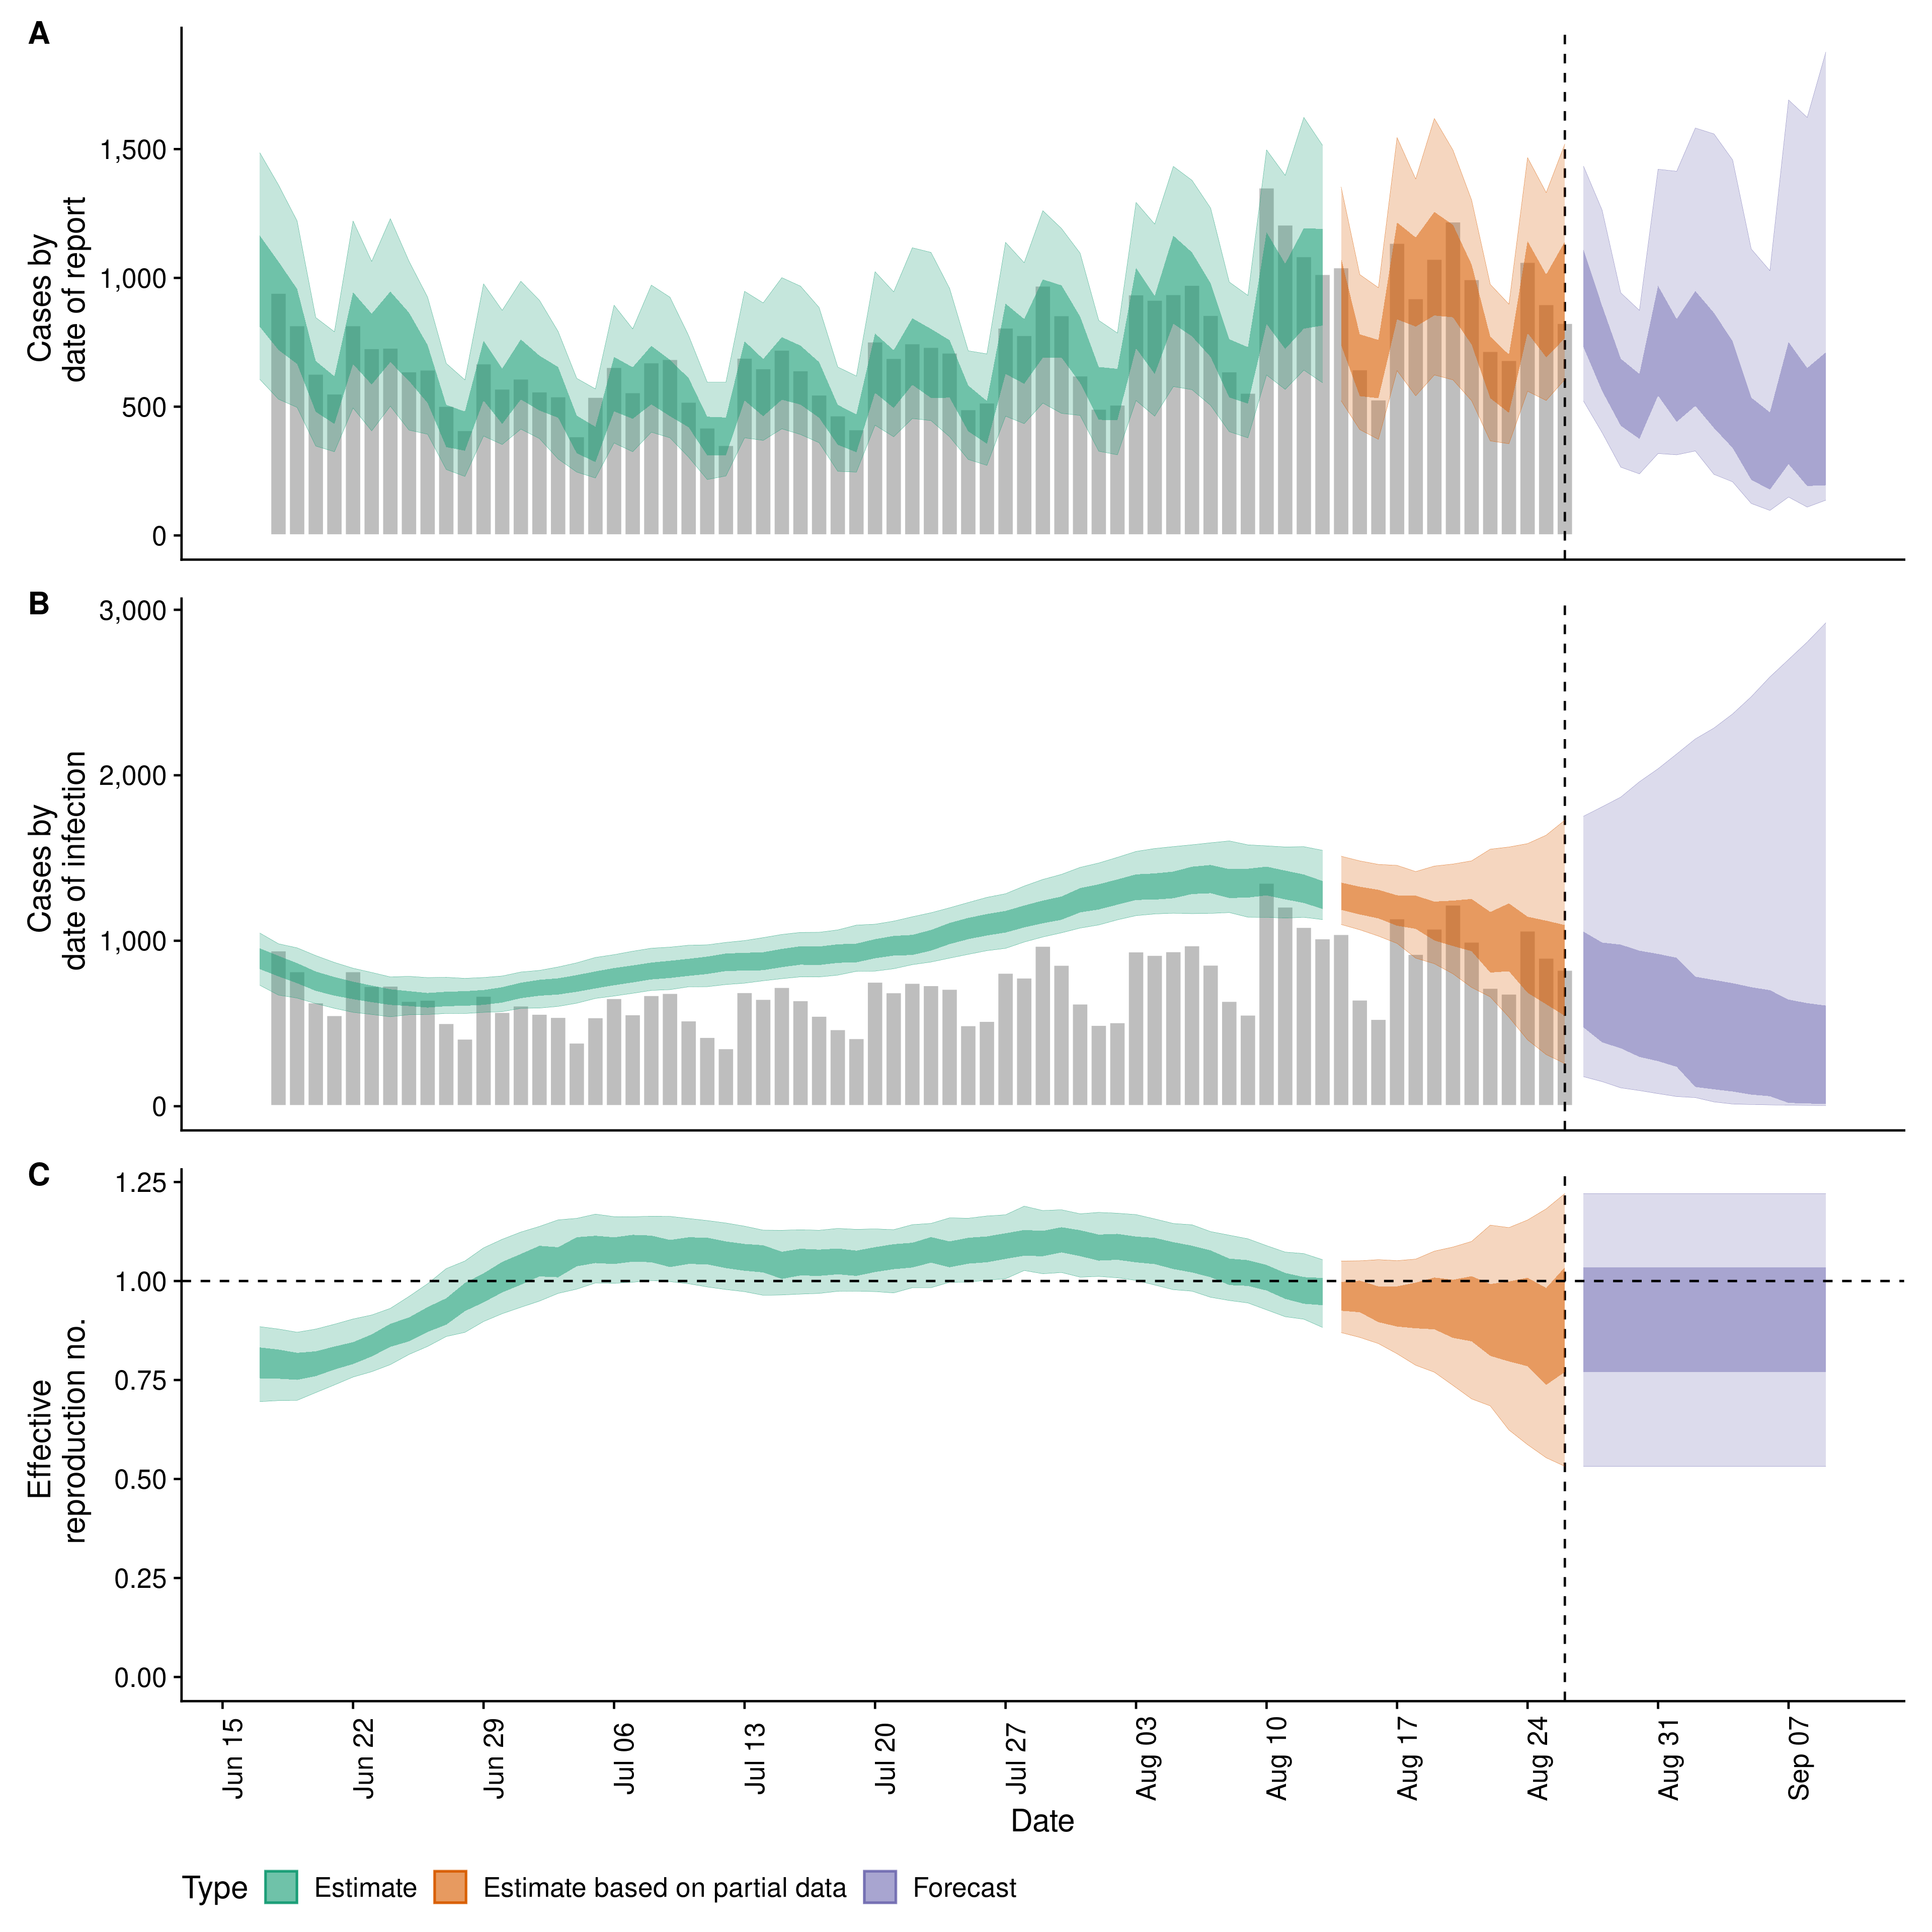 A
Cases by
date of report
1,500
1,000
500
0
B
Cases by
date of infection
3,000
2,000
1,000
0
C
Effective
reproduction no.
1.25
1.00
0.75
0.50
0.25
0.00
Jun 15
Jun 22
Jun 29
Jul 06
Jul 13
Jul 20
Jul 27
Aug 03
Aug 10
Aug 17
Aug 24
Aug 31
Sep 07
Date
Type Estimate Estimate based on partial data Forecast